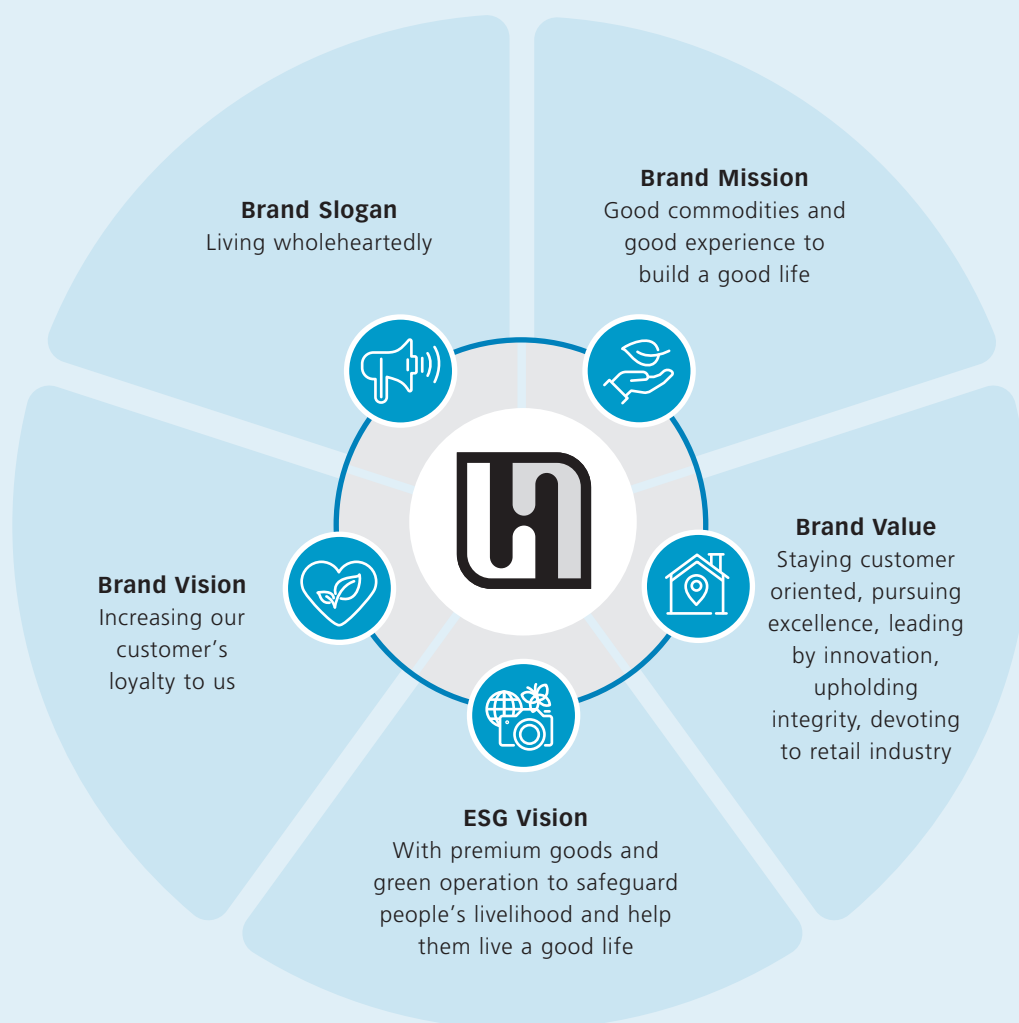 Brand Slogan
Living wholeheartedly
Brand Mission
Good commodities and
good experience to
build a good life
Brand Value
Staying customer
oriented, pursuing
excellence, leading
by innovation,
upholding
integrity, devoting
to retail industry
ESG Vision
With premium goods and
green operation to safeguard
people's livelihood and help
them live a good life
Brand Vision
Increasing our
customer's
loyalty to us